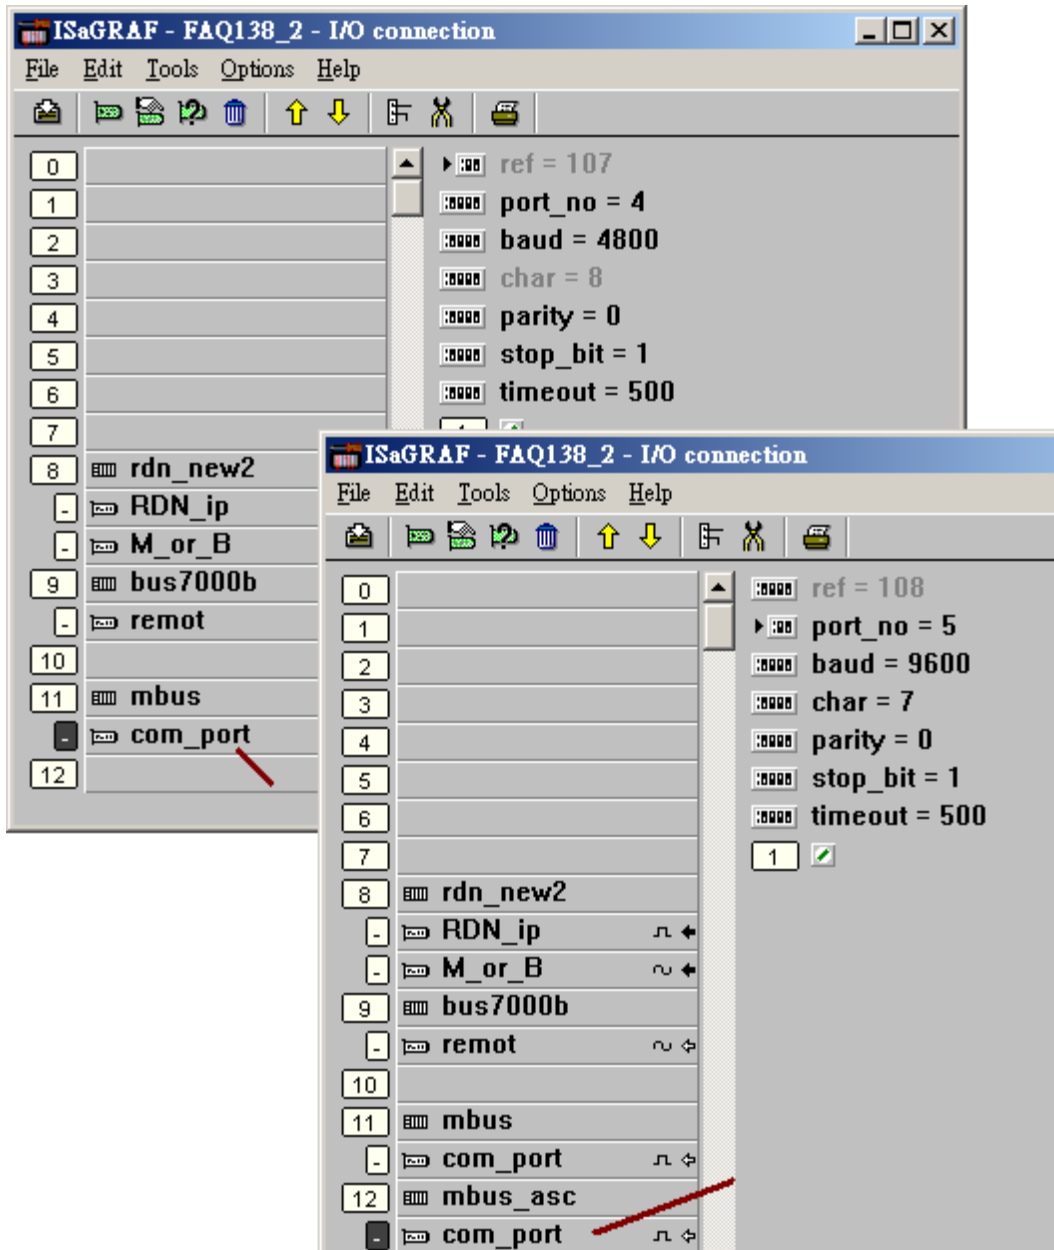 ISaGRAF - FAQ138_2 - I/O connection
File Edit Tools Options Help
0
1
2
3
4
5
6
7
8 rdn_new2
- RDN_ip
- M_or_B
9 bus7000b
- remot
10
11 mbus
- com_port
12
ref = 107
port_no = 4
baud = 4800
char = 8
parity = 0
stop_bit = 1
timeout = 500
ISaGRAF - FAQ138_2 - I/O connection
File Edit Tools Options Help
0
1
2
3
4
5
6
7
8 rdn_new2
- RDN_ip
- M_or_B
9 bus7000b
- remot
10
11 mbus
- com_port
12 mbus_asc
- com_port
ref = 108
port_no = 5
baud = 9600
char = 7
parity = 0
stop_bit = 1
timeout = 500
1